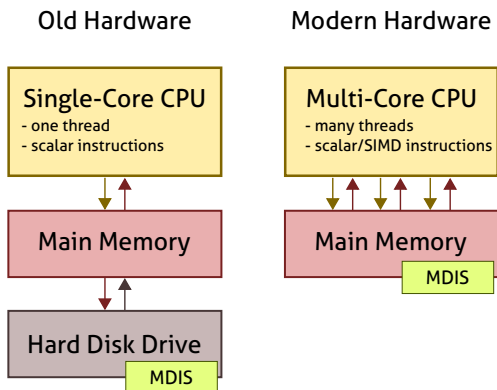 Old Hardware
Single-Core CPU
- one thread
- scalar instructions
Main Memory
Hard Disk Drive
MDIS
Modern Hardware
Multi-Core CPU
- many threads
- scalar/SIMD instructions
Main Memory
MDIS